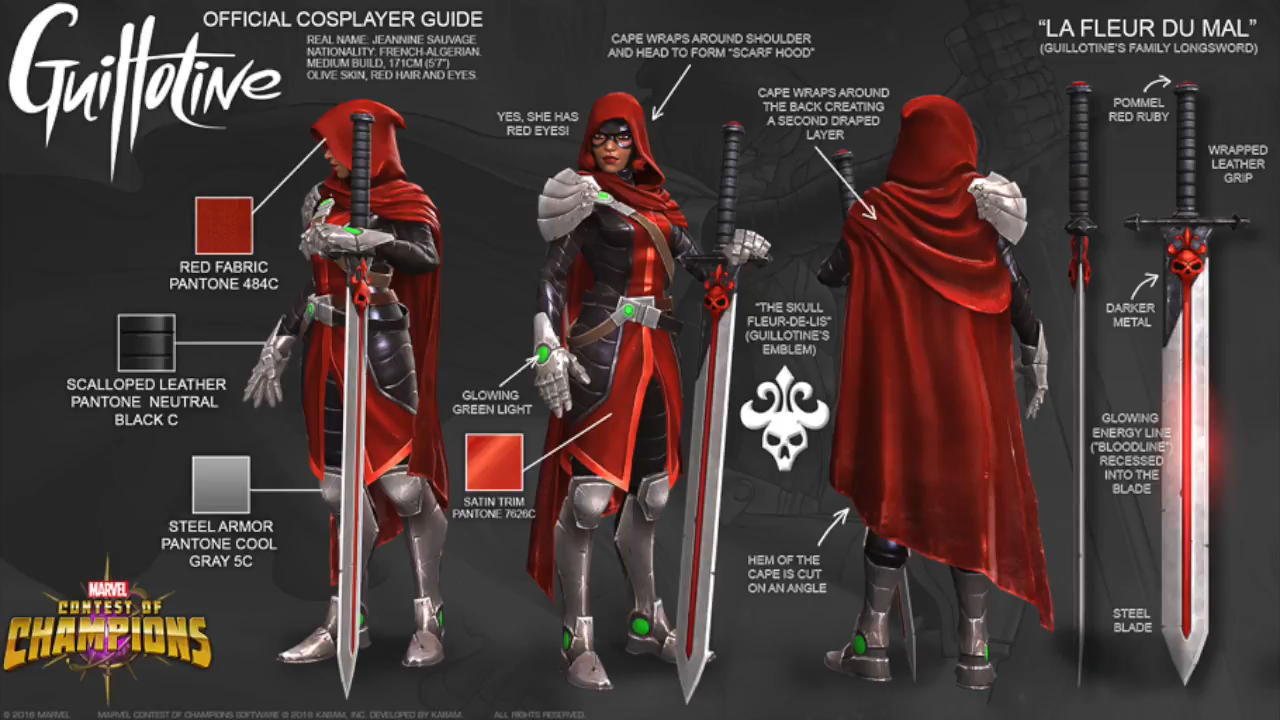 Guillotine
OFFICIAL COSPLAYER GUIDE
REAL NAME: JEANNINE SAUVAGE
NATIONALITY: FRENCH-ALGERIAN.
MEDIUM BUILD, 171CM (5'7")
OLIVE SKIN, RED HAIR AND EYES.
CAPE WRAPS AROUND SHOULDER
AND HEAD TO FORM "SCARF HOOD"
"LA FLEUR DU MAL"
(GUILLOTINE'S FAMILY LONGSWORD)
YES, SHE HAS
RED EYES!
CAPE WRAPS AROUND
THE BACK CREATING
A SECOND DRAPED
LAYER
POMMEL
RED RUBY
WRAPPED
LEATHER
GRIP
RED FABRIC
PANTONE 484C
SCALLOPED LEATHER
PANTONE NEUTRAL
BLACK C
STEEL ARMOR
PANTONE COOL
GRAY 5C
GLOWING
GREEN LIGHT
SATIN TRIM
PANTONE 7626C
"THE SKULL
FLEUR-DE-LIS"
(GUILLOTINE'S
EMBLEM)
HEM OF THE
CAPE IS CUT
ON AN ANGLE
DARKER
METAL
GLOWING
ENERGY LINE
("BLOODLINE")
RECESSED
INTO THE
BLADE
STEEL
BLADE
MARVEL
CONTEST OF
CHAMPIONS
© 2016 MARVEL MARVEL CONTEST OF CHAMPIONS SOFTWARE © 2016 KABAM, INC. DEVELOPED BY KABAM. ALL RIGHTS RESERVED.